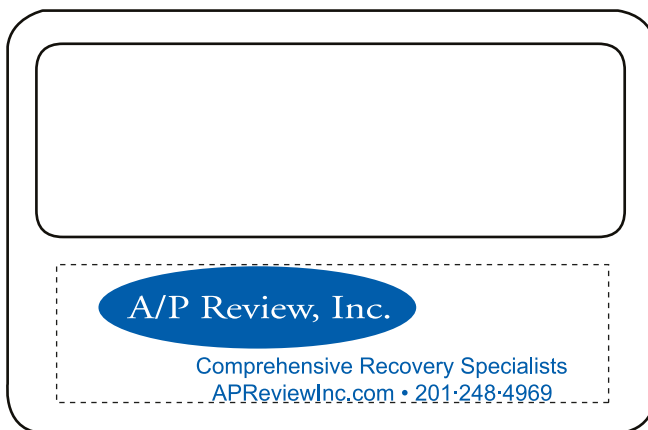 A/P Review, Inc.
Comprehensive Recovery Specialists
APReviewInc.com • 201·248·4969